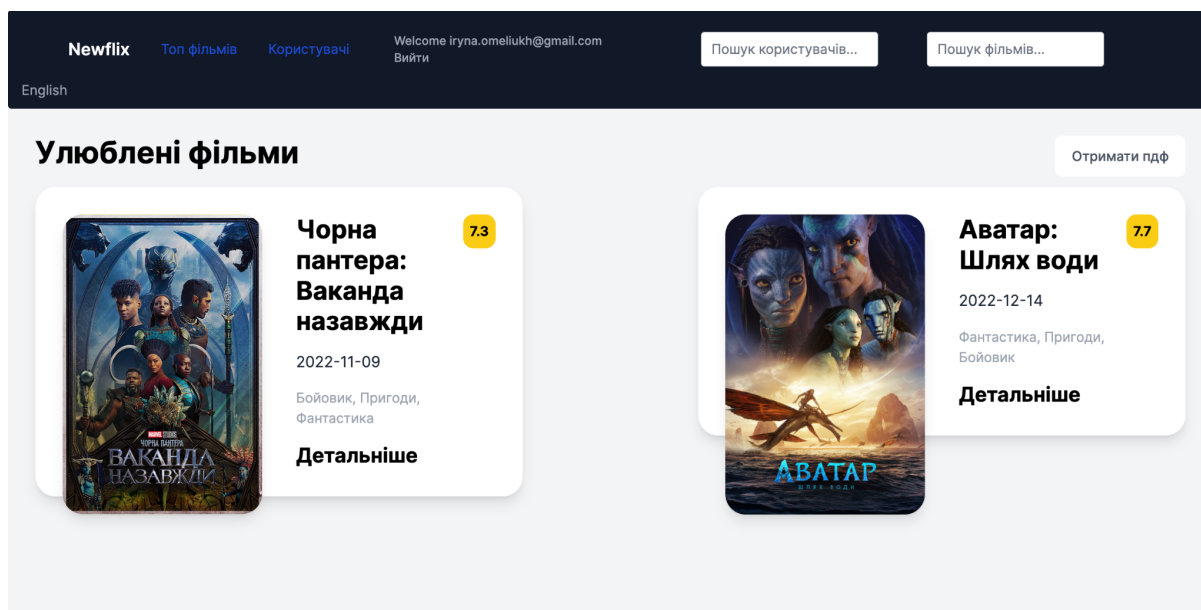 Newflix
Топ фільмів
Користувачі
Welcome iryna.omeliukh@gmail.com
Вийти
Пошук користувачів...
Пошук фільмів...
English
Улюблені фільми
Отримати пдф
Чорна
пантера:
Ваканда
назавжди
7.3
2022-11-09
Бойовик, Пригоди,
Фантастика
Детальніше
MARVEL STUDIOS
ЧОРНА ПАНТЕРА
ВАКАНДА
НАЗАВЖДИ
Аватар:
Шлях води
7.7
2022-12-14
Фантастика, Пригоди,
Бойовик
Детальніше
АВАТАР
ШЛЯХ ВОДИ